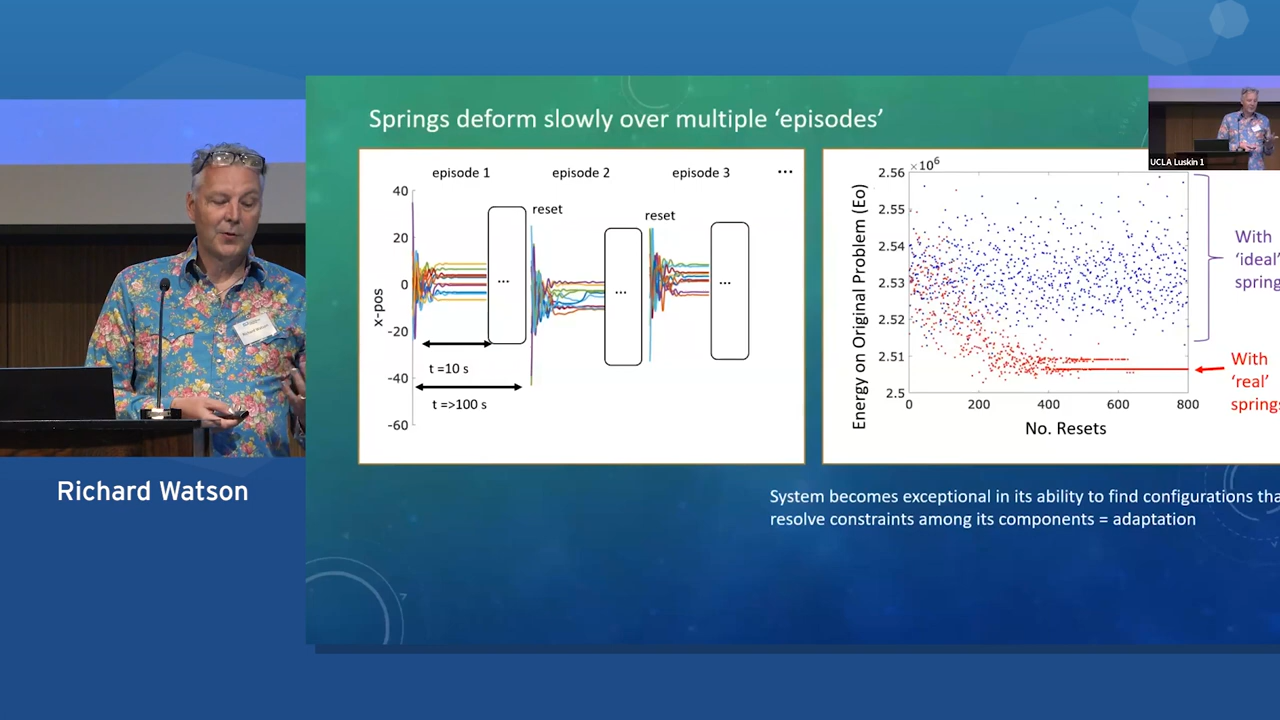 Springs deform slowly over multiple ‘episodes’
episode 1
episode 2
episode 3
...
reset
reset
40
20
0
-20
-40
-60
x-pos
...
...
...
t =10 s
t =>100 s
×10⁶
2.56
2.55
2.54
2.53
2.52
2.51
2.5
Energy on Original Problem (Eo)
0
200
400
600
800
No. Resets
UCLA Luskin 1
With
‘ideal’
spring
With
‘real’
springs
System becomes exceptional in its ability to find configurations tha
resolve constraints among its components = adaptation
Richard Watson